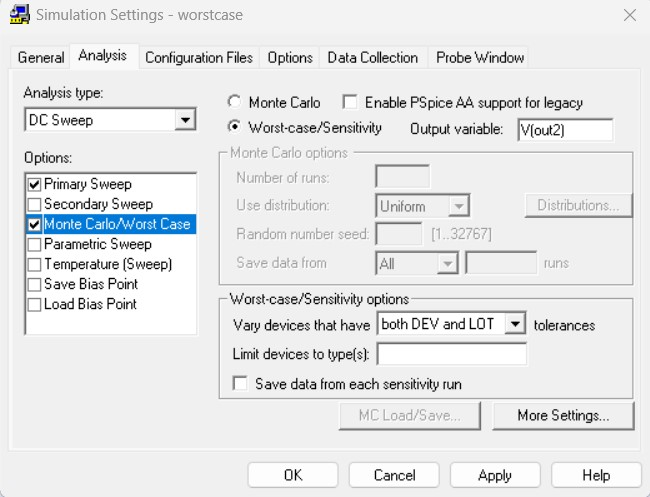 Simulation Settings - worstcase
General Analysis Configuration Files Options Data Collection Probe Window
Analysis type:
DC Sweep
Options:
Primary Sweep
Secondary Sweep
Monte Carlo/Worst Case
Parametric Sweep
Temperature (Sweep)
Save Bias Point
Load Bias Point
Monte Carlo Enable PSpice AA support for legacy
Worst-case/Sensitivity Output variable: V(out2)
Monte Carlo options
Number of runs:
Use distribution: Uniform Distributions...
Random number seed: [1..32767]
Save data from All runs
Worst-case/Sensitivity options
Vary devices that have both DEV and LOT tolerances
Limit devices to type(s):
Save data from each sensitivity run
MC Load/Save... More Settings...
OK Cancel Apply Help